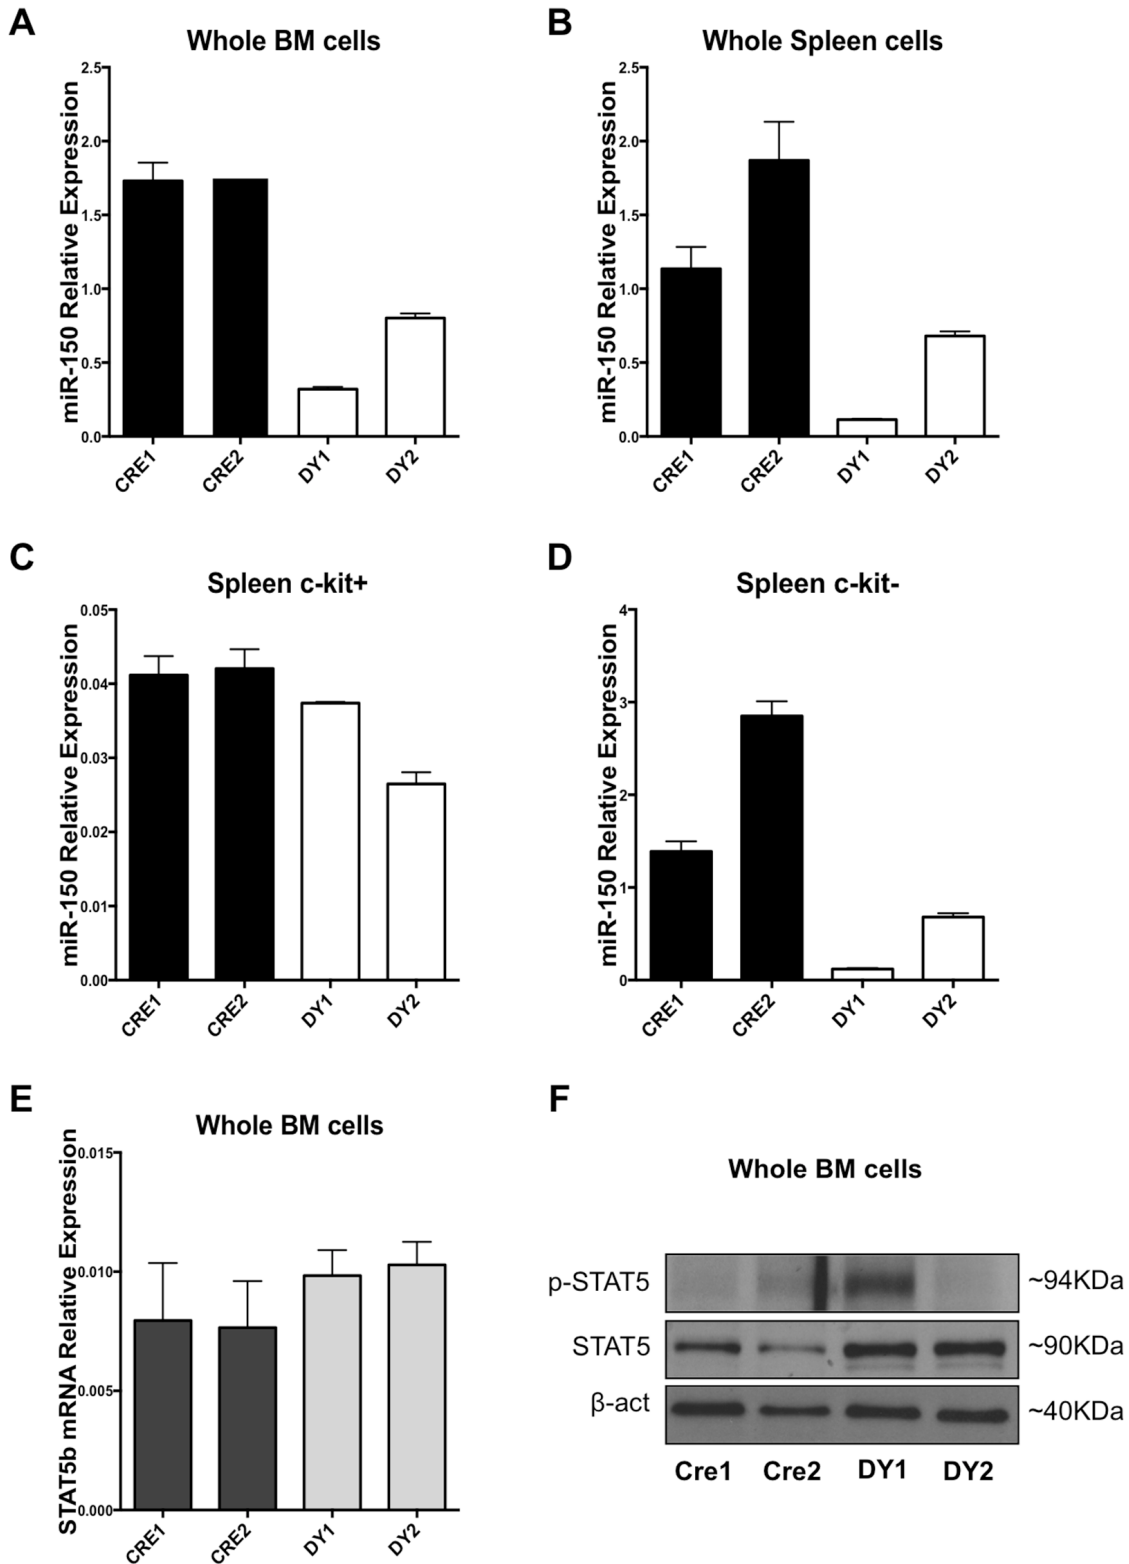 A
Whole BM cells
miR-150 Relative Expression
2.5
2.0
1.5
1.0
0.5
0.0
CRE1
CRE2
DY1
DY2
B
Whole Spleen cells
miR-150 Relative Expression
2.5
2.0
1.5
1.0
0.5
0.0
CRE1
CRE2
DY1
DY2
C
Spleen c-kit+
miR-150 Relative Expression
0.05
0.04
0.03
0.02
0.01
0.00
CRE1
CRE2
DY1
DY2
D
Spleen c-kit-
miR-150 Relative Expression
4
3
2
1
0
CRE1
CRE2
DY1
DY2
E
Whole BM cells
STAT5b mRNA Relative Expression
0.015
0.010
0.005
0.000
CRE1
CRE2
DY1
DY2
F
Whole BM cells
p-STAT5 ~94KDa
STAT5 ~90KDa
β-act ~40KDa
Cre1 Cre2 DY1 DY2